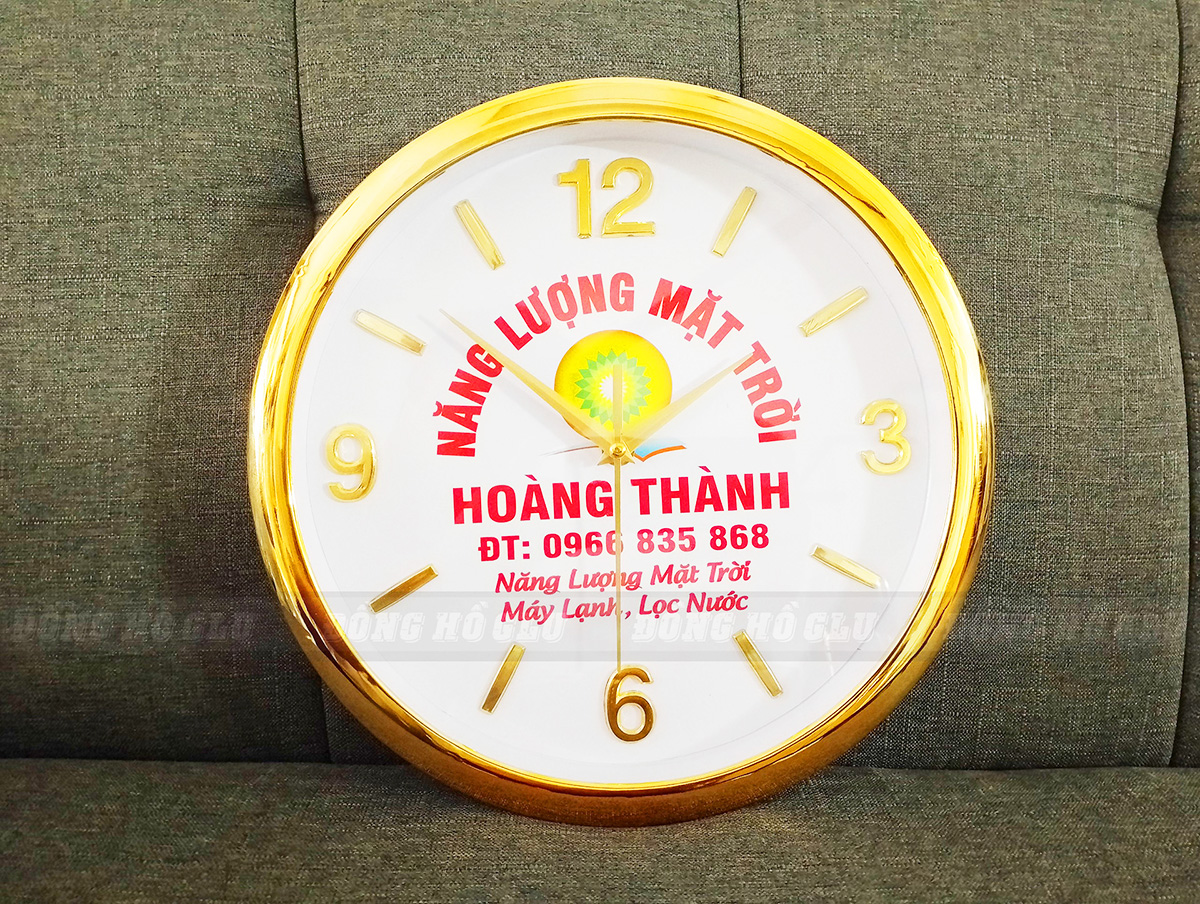 12
NĂNG LƯỢNG MẶT TRỜI
9
3
HOÀNG THÀNH
ĐT: 0966 835 868
Năng Lượng Mặt Trời
Máy Lạnh, Lọc Nước
ĐỒNG HỒ GLU ĐỒNG HỒ GLU ĐỒNG HỒ GLU
6